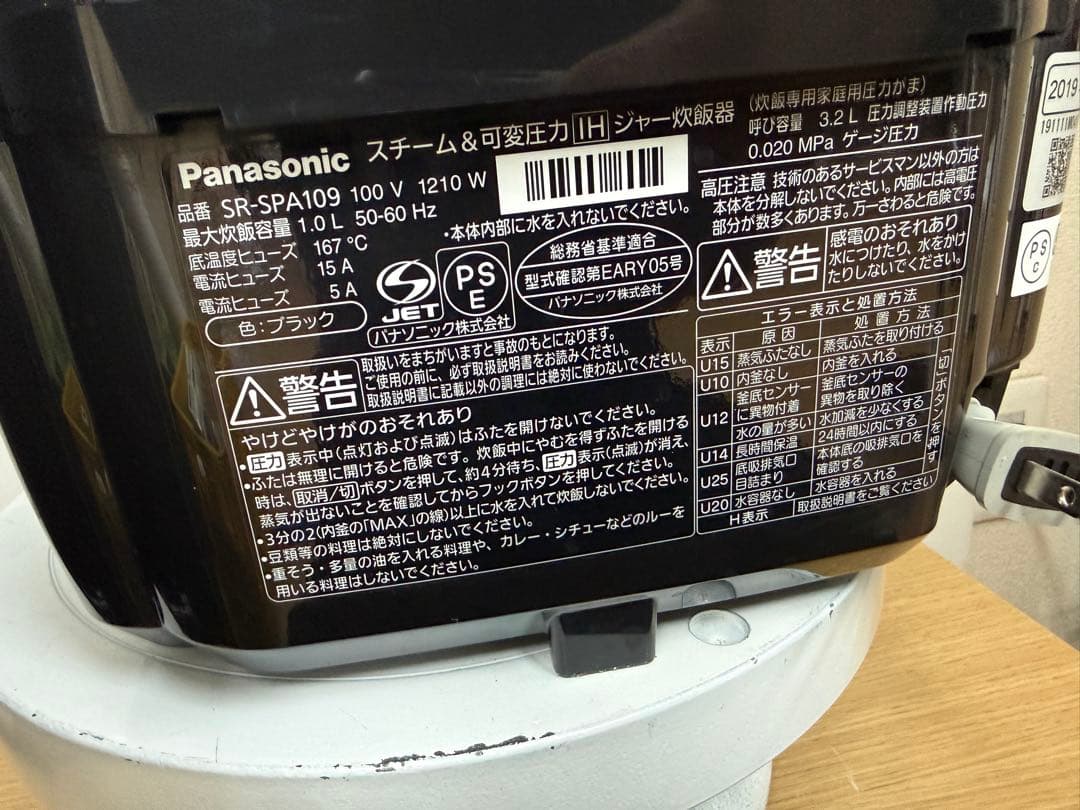 Panasonic スチーム&可変圧力IHジャー炊飯器
品番 SR-SPA109 100 V 1210 W
最大炊飯容量 1.0 L 50-60 Hz
底温度ヒューズ 167 ℃
電流ヒューズ 15 A
電流ヒューズ 5 A
色:ブラック
・本体内部に水を入れないでください。
JET
PS
E
パナソニック株式会社
総務省基準適合
型式確認第EARY05号
パナソニック株式会社
(炊飯専用家庭用圧力がま)
呼び容量 3.2 L 圧力調整装置作動圧力
0.020 MPa ゲージ圧力
高圧注意 技術のあるサービスマン以外の方は
本体を分解しないでください。内部には高電圧
部分が数多くあります。万一さわると危険です。
警告
感電のおそれあり
水につけたり、水をかけ
たりしないでください。
警告
取扱いをまちがいますと事故のもとになります。
ご使用の前に、必ず取扱説明書をお読みください。
取扱説明書に記載以外の調理には絶対に使わないでください。
やけどやけがのおそれあり
・圧力表示中(点灯および点滅)はふたを開けないでください。
・ふたは無理に開けると危険です。炊飯中にやむを得ずふたを開ける
時は、取消/切ボタンを押して、約4分待ち、圧力表示(点滅)が消え、
蒸気が出ないことを確認してからフックボタンを押してください。
・3分の2(内釜の「MAX」の線)以上に水を入れて炊飯しないでください。
・豆類等の料理は絶対にしないでください。
・重そう・多量の油を入れる料理や、カレー・シチューなどのルーを
用いる料理はしないでください。
エラー表示と処置方法
表示 原因 処置方法
U15 蒸気ふたなし 蒸気ふたを取り付ける
U10 内釜なし 内釜を入れる
U12 釜底センサーに異物付着 釜底センサーの異物を取り除く
水の量が多い 水加減を少なくする
U14 長時間保温 24時間以内にする
U25 底吸排気口目詰まり 本体底の吸排気口を確認する
U20 水容器なし 水容器を入れる
切ボタンを押す
H表示 取扱説明書をご覧ください
2019
PS
C